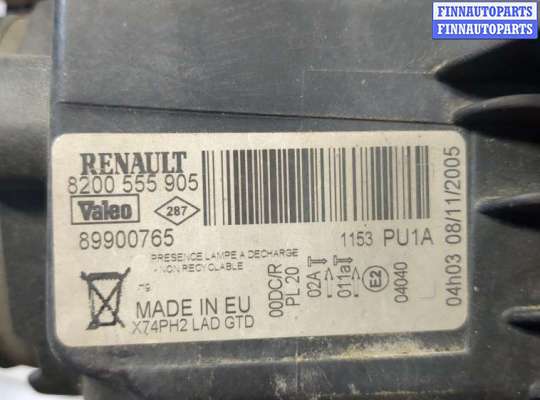 FINNAUTOPARTS
FINNAUTOPARTS
RENAULT
8200 555 905
Valeo
287
89900765
1153 PU1A
PRESENCE LAMPE A DECHARGE
- NON RECYCLABLE
MADE IN EU
X74PH2 LAD GTD
00DC/R
PL 20
02A
011a
E2
04040
04h03 08/11/2005